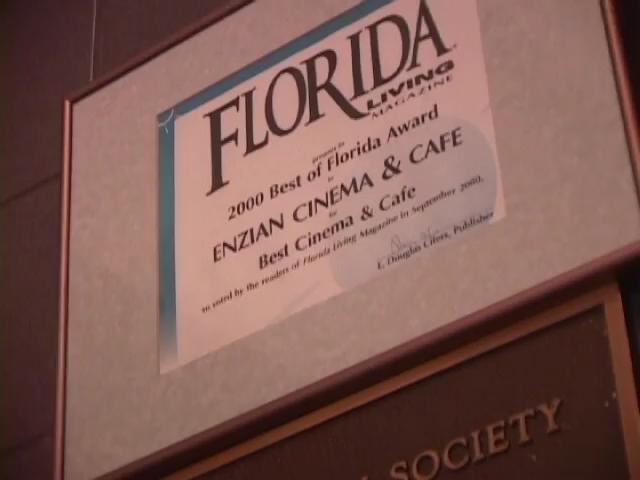 FLORIDA
LIVING
MAGAZINE
presents its
2000 Best of Florida Award
to
ENZIAN CINEMA & CAFE
for
Best Cinema & Cafe
as voted by the readers of Florida Living Magazine in September 2000.
E. Douglas Cifers, Publisher
SOCIETY